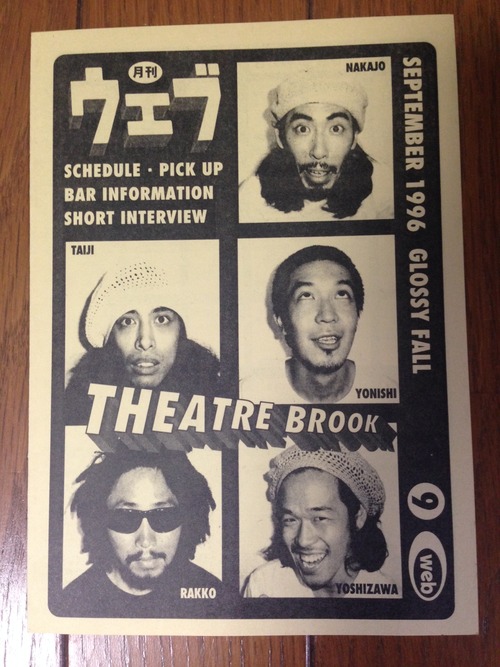 月刊
ウェブ
SCHEDULE · PICK UP
BAR INFORMATION
SHORT INTERVIEW
NAKAJO
TAIJI
YONISHI
THEATRE BROOK
RAKKO
YOSHIZAWA
SEPTEMBER 1996 GLOSSY FALL
9
web